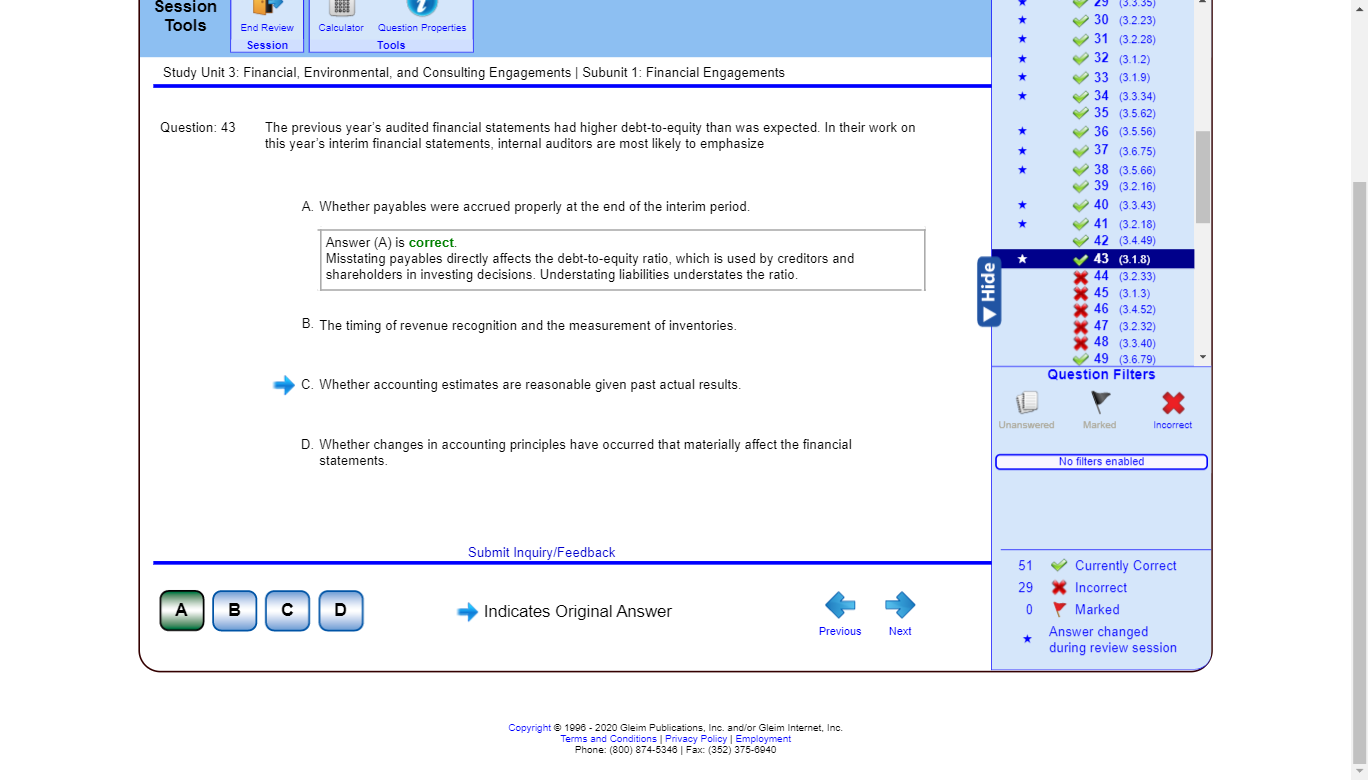 Session
Tools
End Review
Session
Calculator
Question Properties
Tools
Study Unit 3: Financial, Environmental, and Consulting Engagements | Subunit 1: Financial Engagements
Question: 43
The previous year's audited financial statements had higher debt-to-equity than was expected. In their work on
this year's interim financial statements, internal auditors are most likely to emphasize
A. Whether payables were accrued properly at the end of the interim period.
Answer (A) is correct.
Misstating payables directly affects the debt-to-equity ratio, which is used by creditors and
shareholders in investing decisions. Understating liabilities understates the ratio.
B. The timing of revenue recognition and the measurement of inventories.
C. Whether accounting estimates are reasonable given past actual results.
D. Whether changes in accounting principles have occurred that materially affect the financial
statements.
Submit Inquiry/Feedback
A
B
C
D
Indicates Original Answer
Previous
Next
Hide
29 (3.3.35)
30 (3.2.23)
31 (3.2.28)
32 (3.1.2)
33 (3.1.9)
34 (3.3.34)
35 (3.5.62)
36 (3.5.56)
37 (3.6.75)
38 (3.5.66)
39 (3.2.16)
40 (3.3.43)
41 (3.2.18)
42 (3.4.49)
43 (3.1.8)
44 (3.2.33)
45 (3.1.3)
46 (3.4.52)
47 (3.2.32)
48 (3.3.40)
49 (3.6.79)
Question Filters
Unanswered
Marked
Incorrect
No filters enabled
51 Currently Correct
29 Incorrect
0 Marked
Answer changed
during review session
Copyright © 1996 - 2020 Gleim Publications, Inc. and/or Gleim Internet, Inc.
Terms and Conditions | Privacy Policy | Employment
Phone: (800) 874-5346 | Fax: (352) 375-6940